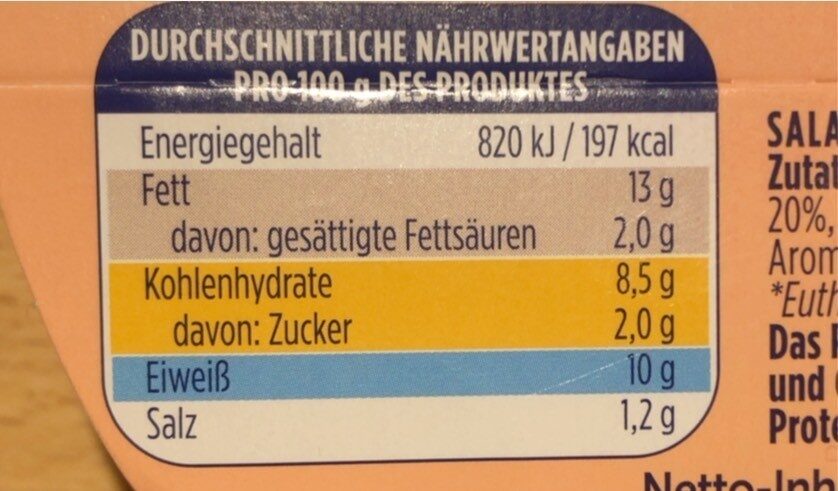 DURCHSCHNITTLICHE NÄHRWERTANGABEN
PRO 100 g DES PRODUKTES
Energiegehalt 820 kJ / 197 kcal
Fett 13 g
davon: gesättigte Fettsäuren 2,0 g
Kohlenhydrate 8,5 g
davon: Zucker 2,0 g
Eiweiß 10 g
Salz 1,2 g
SALA
Zutat
20%,
Arom
*Euth
Das
und
Prote
Netto-Inh